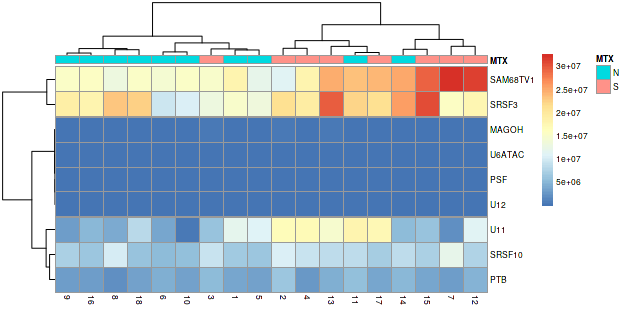 MTX
SAM68TV1
SRSF3
MAGOH
U6ATAC
PSF
U12
U11
SRSF10
PTB
9 16 8 18 6 10 3 1 5 2 4 13 11 17 14 15 7 12
3e+07
2.5e+07
2e+07
1.5e+07
1e+07
5e+06
MTX
N
S